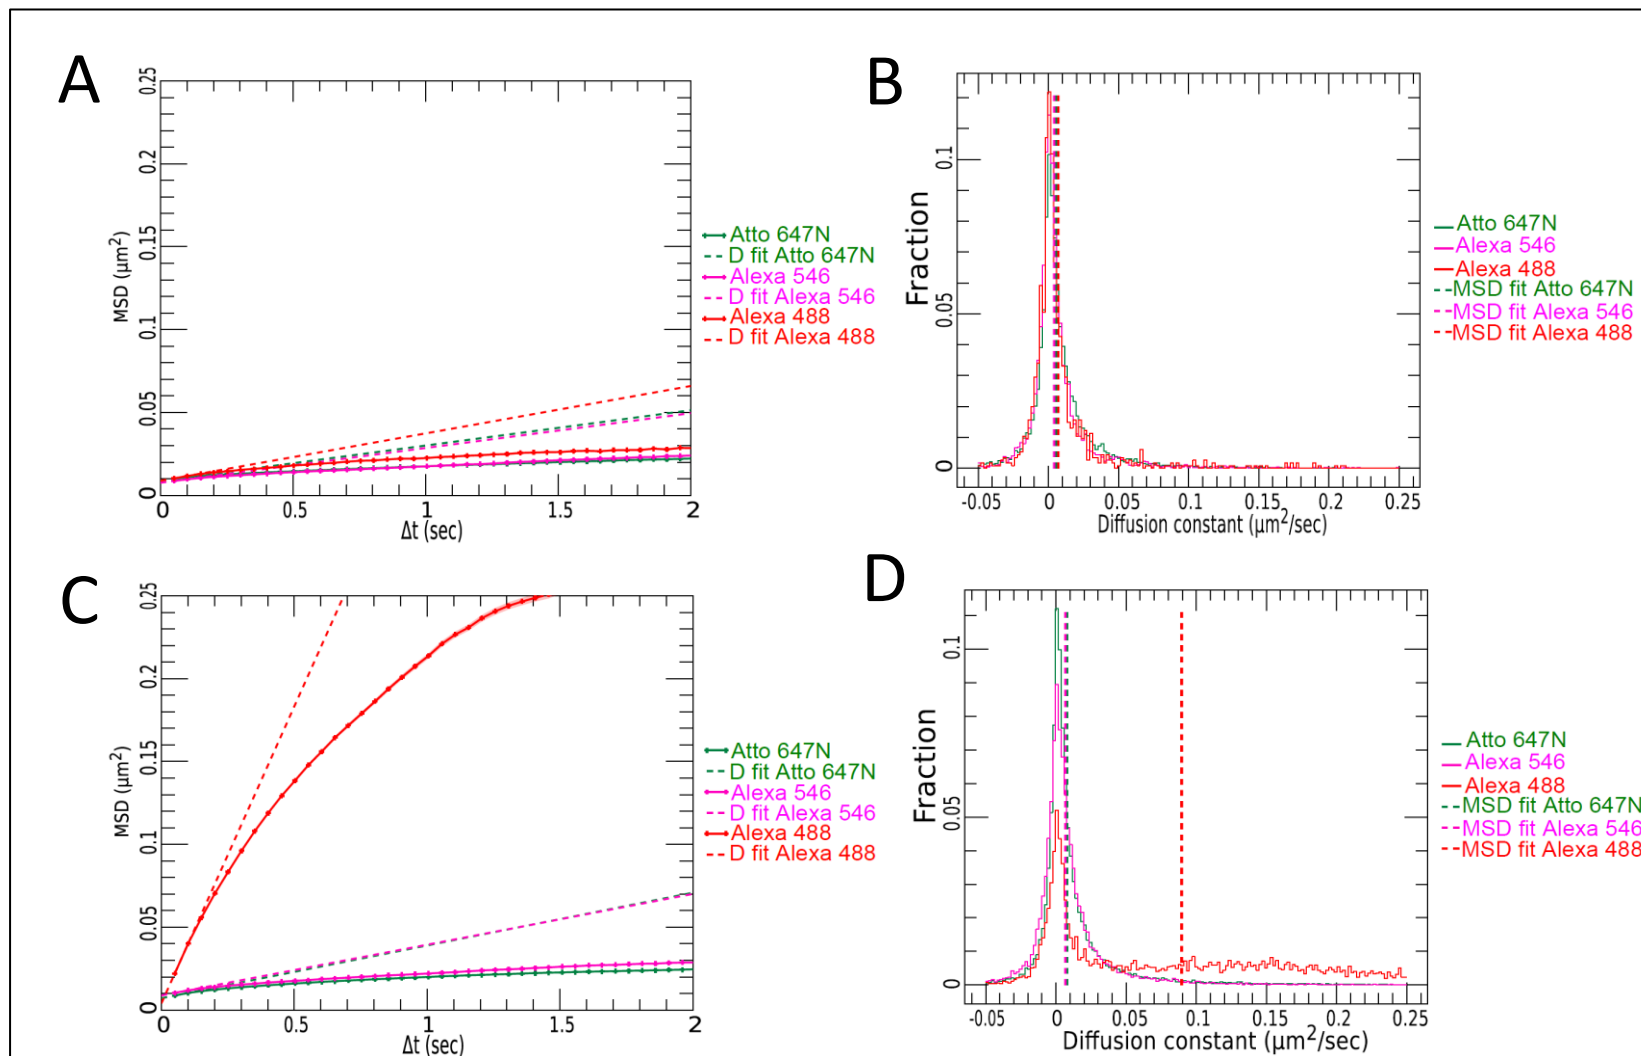 A
0.25
0.2
0.15
0.1
0.05
0
MSD (µm²)
0
0.5
1
1.5
2
Δt (sec)
Atto 647N
D fit Atto 647N
Alexa 546
D fit Alexa 546
Alexa 488
D fit Alexa 488
B
0.1
0.05
0
Fraction
-0.05
0
0.05
0.1
0.15
0.2
0.25
Diffusion constant (µm²/sec)
Atto 647N
Alexa 546
Alexa 488
MSD fit Atto 647N
MSD fit Alexa 546
MSD fit Alexa 488
C
0.25
0.2
0.15
0.1
0.05
0
MSD (µm²)
0
0.5
1
1.5
2
Δt (sec)
Atto 647N
D fit Atto 647N
Alexa 546
D fit Alexa 546
Alexa 488
D fit Alexa 488
D
0.1
0.05
0
Fraction
-0.05
0
0.05
0.1
0.15
0.2
0.25
Diffusion constant (µm²/sec)
Atto 647N
Alexa 546
Alexa 488
MSD fit Atto 647N
MSD fit Alexa 546
MSD fit Alexa 488